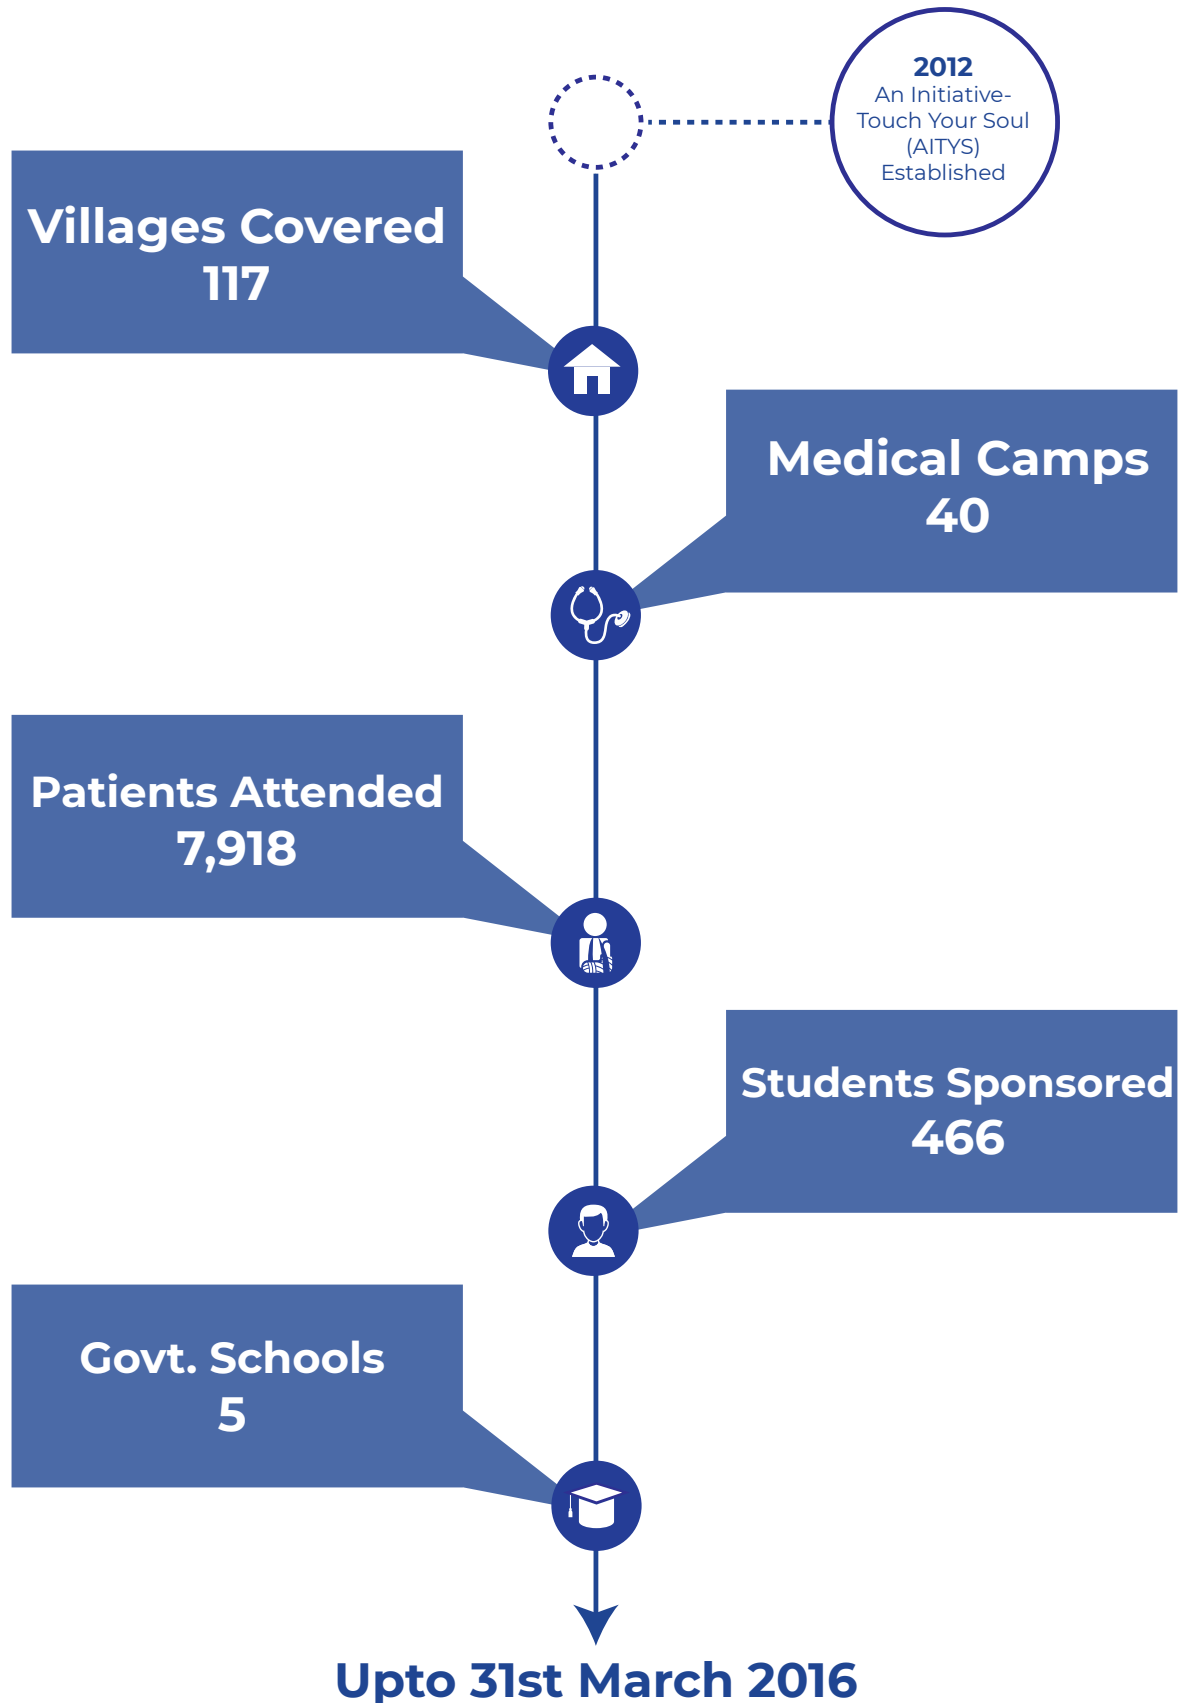 2012
An Initiative-
Touch Your Soul
(AITYS)
Established
Villages Covered
117
Medical Camps
40
Patients Attended
7,918
Students Sponsored
466
Govt. Schools
5
Upto 31st March 2016